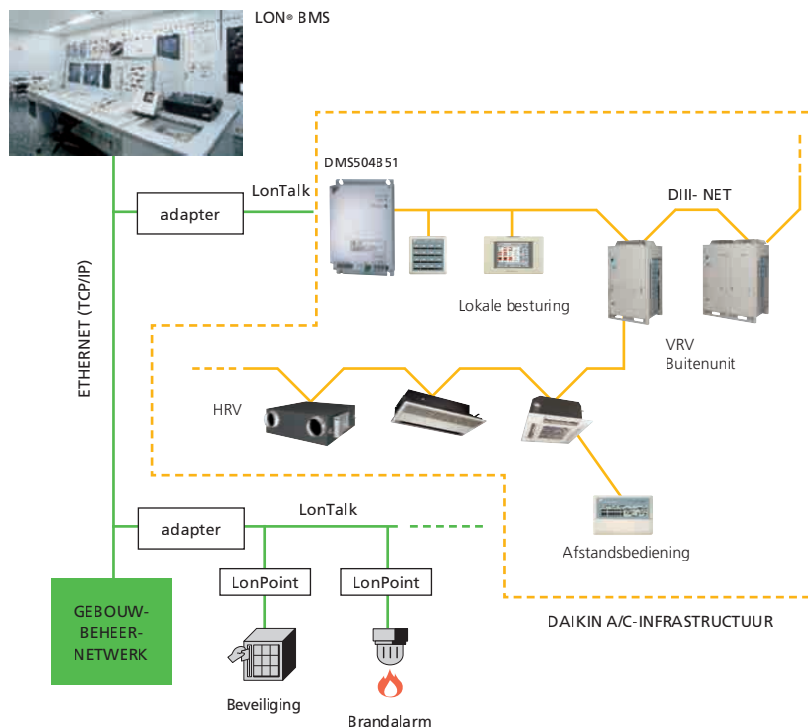 LON® BMS
DMS504B51
LonTalk
adapter
DIII- NET
ETHERNET (TCP/IP)
Lokale besturing
VRV
Buitenunit
HRV
LonTalk
adapter
Afstandsbediening
LonPoint
LonPoint
GEBOUW-
BEHEER-
NETWERK
DAIKIN A/C-INFRASTRUCTUUR
Beveiliging
Brandalarm